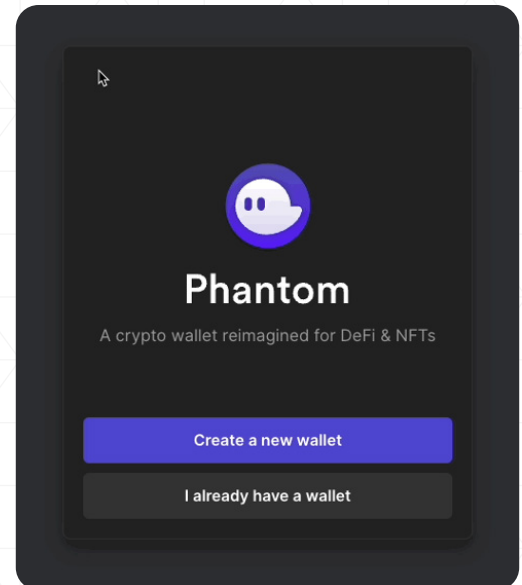 Phantom
A crypto wallet reimagined for DeFi & NFTs
Create a new wallet
I already have a wallet